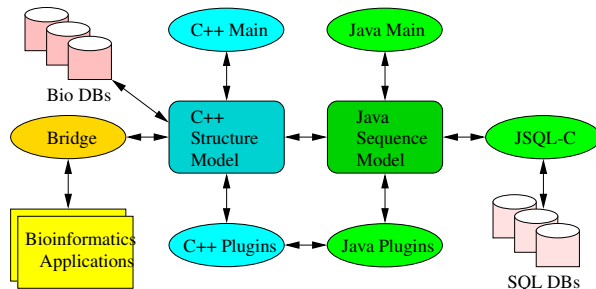 C++ Main
Java Main
Bio DBs
C++
Structure
Model
Java
Sequence
Model
Bridge
JSQL-C
Bioinformatics
Applications
C++ Plugins
Java Plugins
SQL DBs